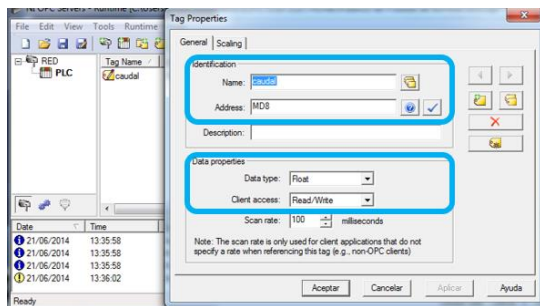 NI OPC Servers - Runtime [C:\Users
File Edit View Tools Runtime
RED
PLC
Tag Name
caudal
Date Time
21/06/2014 13:35:58
21/06/2014 13:35:58
21/06/2014 13:35:58
21/06/2014 13:36:02
Ready
Tag Properties
General Scaling
Identification
Name: caudal
Address: MD8
Description:
Data properties
Data type: Float
Client access: Read/Write
Scan rate: 100 milliseconds
Note: The scan rate is only used for client applications that do not
specify a rate when referencing this tag (e.g., non-OPC clients)
Aceptar Cancelar Aplicar Ayuda